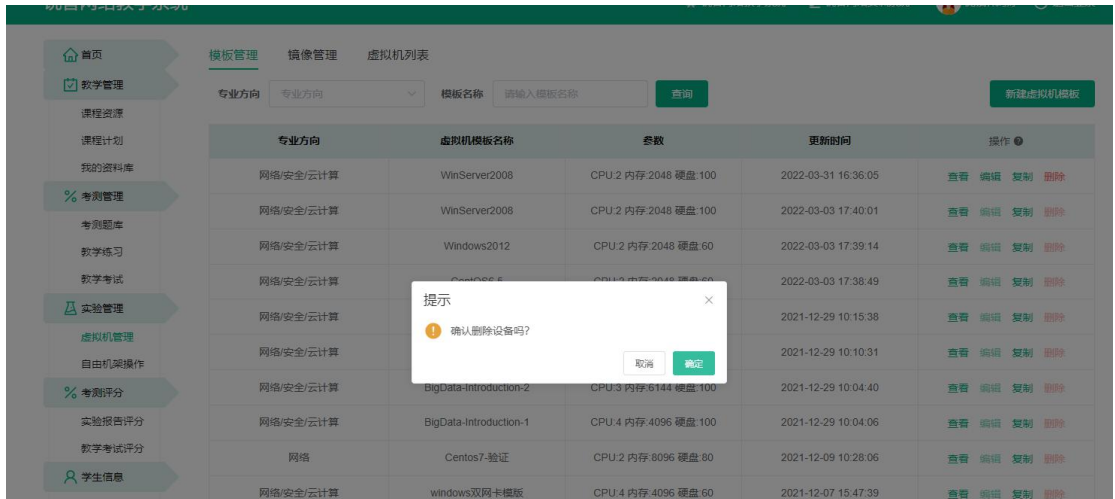 首页
教学管理
课程资源
课程计划
我的资料库
考测管理
考测题库
教学练习
教学考试
实验管理
虚拟机管理
自由机架操作
考测评分
实验报告评分
教学考试评分
学生信息
模板管理 镜像管理 虚拟机列表
专业方向 专业方向 模板名称 请输入模板名称 查询 新建虚拟机模板
专业方向 虚拟机模板名称 参数 更新时间 操作
网络/安全/云计算 WinServer2008 CPU:2 内存:2048 硬盘:100 2022-03-31 16:36:05 查看 编辑 复制 删除
网络/安全/云计算 WinServer2008 CPU:2 内存:2048 硬盘:100 2022-03-03 17:40:01 查看 编辑 复制 删除
网络/安全/云计算 Windows2012 CPU:2 内存:2048 硬盘:60 2022-03-03 17:39:14 查看 编辑 复制 删除
网络/安全/云计算 CentOS6.5 CPU:2 内存:2048 硬盘:60 2022-03-03 17:38:49 查看 编辑 复制 删除
网络/安全/云计算 2021-12-29 10:15:38 查看 编辑 复制 删除
网络/安全/云计算 2021-12-29 10:10:31 查看 编辑 复制 删除
网络/安全/云计算 BigData-Introduction-2 CPU:3 内存:6144 硬盘:100 2021-12-29 10:04:40 查看 编辑 复制 删除
网络/安全/云计算 BigData-Introduction-1 CPU:4 内存:4096 硬盘:100 2021-12-29 10:04:06 查看 编辑 复制 删除
网络 Centos7-验证 CPU:2 内存:8096 硬盘:80 2021-12-09 10:28:06 查看 编辑 复制 删除
网络/安全/云计算 windows双网卡模版 CPU:4 内存:4096 硬盘:60 2021-12-07 15:47:39 查看 编辑 复制 删除
提示
确认删除设备吗?
取消 确定